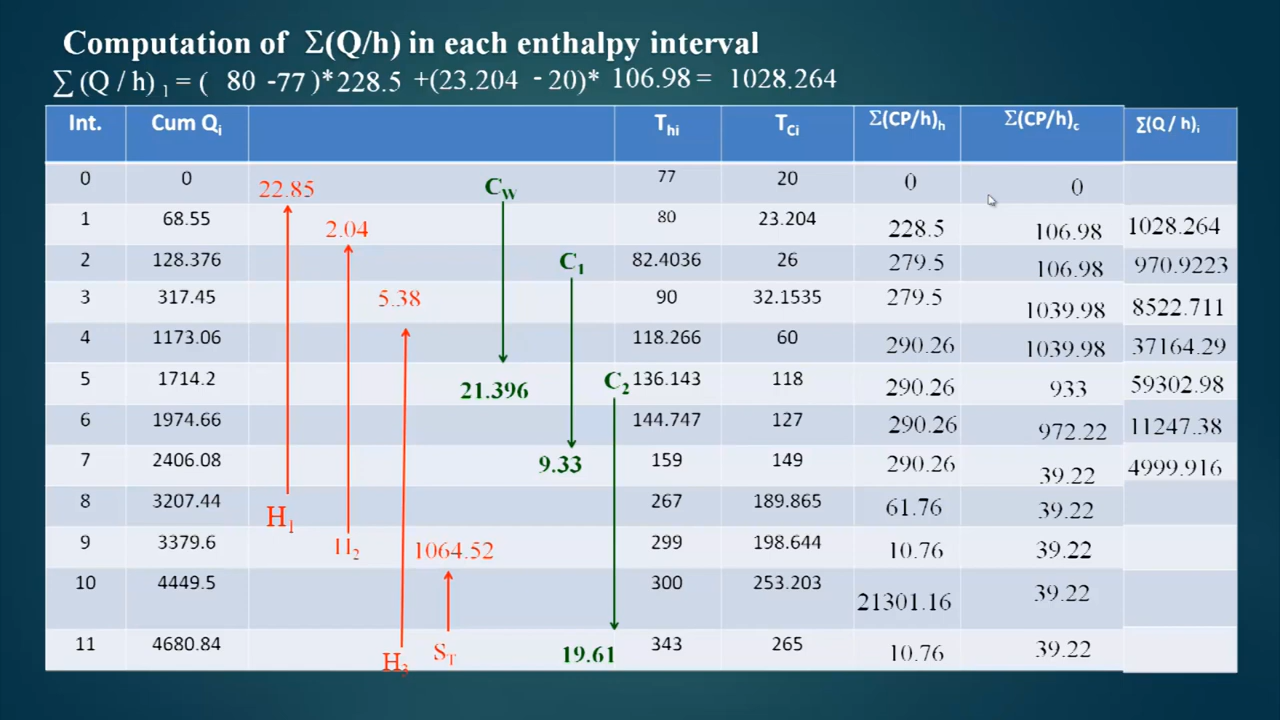 Computation of Σ(Q/h) in each enthalpy interval
∑ (Q / h) 1 = ( 80 -77 )*228.5 +(23.204 - 20)* 106.98 = 1028.264
Int. Cum Qi Thi TCi Σ(CP/h)h Σ(CP/h)c ∑(Q / h)i
0 0 22.85 CW 77 20 0 0
1 68.55 2.04 80 23.204 228.5 106.98 1028.264
2 128.376 C1 82.4036 26 279.5 106.98 970.9223
3 317.45 5.38 90 32.1535 279.5 1039.98 8522.711
4 1173.06 118.266 60 290.26 1039.98 37164.29
5 1714.2 21.396 C2 136.143 118 290.26 933 59302.98
6 1974.66 144.747 127 290.26 972.22 11247.38
7 2406.08 9.33 159 149 290.26 39.22 4999.916
8 3207.44 H1 267 189.865 61.76 39.22
9 3379.6 H2 1064.52 299 198.644 10.76 39.22
10 4449.5 300 253.203 21301.16 39.22
11 4680.84 H3 ST 19.61 343 265 10.76 39.22